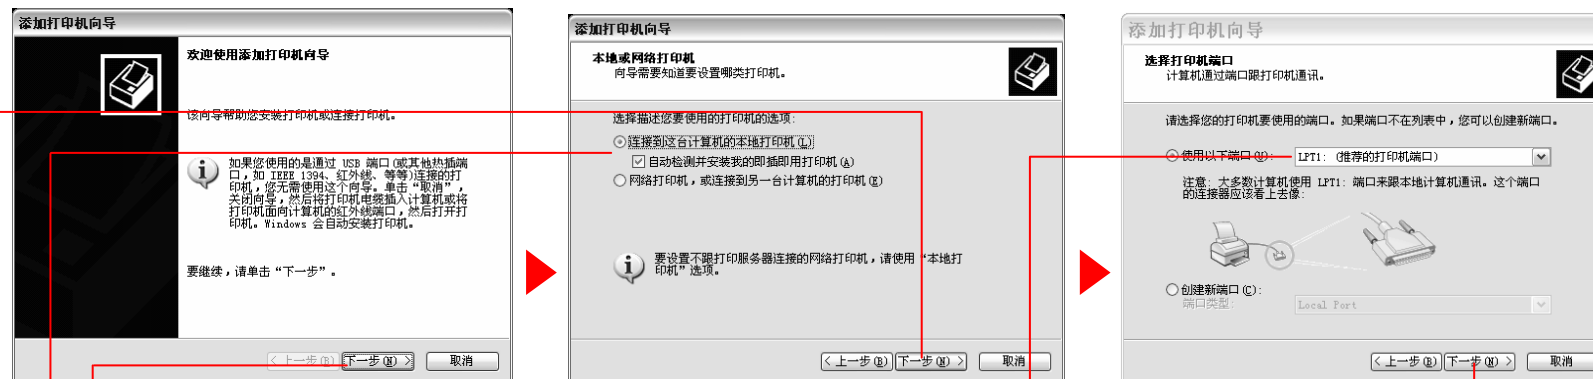 添加打印机向导
欢迎使用添加打印机向导
该向导帮助您安装打印机或连接打印机。
如果您使用的是通过 USB 端口(或其他热插端
口，如 IEEE 1394、红外线、等等)连接的打
印机，您无需使用这个向导。单击“取消”，
关闭向导，然后将打印机电缆插入计算机或将
打印机面向计算机的红外线端口，然后打开打
印机。Windows 会自动安装打印机。
要继续，请单击“下一步”。
< 上一步(B)
下一步(N) >
取消
添加打印机向导
本地或网络打印机
向导需要知道要设置哪类打印机。
选择描述您要使用的打印机的选项:
连接到这台计算机的本地打印机(L)
自动检测并安装我的即插即用打印机(A)
网络打印机，或连接到另一台计算机的打印机(E)
要设置不跟打印服务器连接的网络打印机，请使用“本地打
印机”选项。
< 上一步(B)
下一步(N) >
取消
添加打印机向导
选择打印机端口
计算机通过端口跟打印机通讯。
请选择您的打印机要使用的端口。如果端口不在列表中，您可以创建新端口。
使用以下端口(U):
LPT1: (推荐的打印机端口)
注意: 大多数计算机使用 LPT1: 端口来跟本地计算机通讯。这个端口
的连接器应该看上去像:
创建新端口(C):
端口类型:
Local Port
< 上一步(B)
下一步(N) >
取消